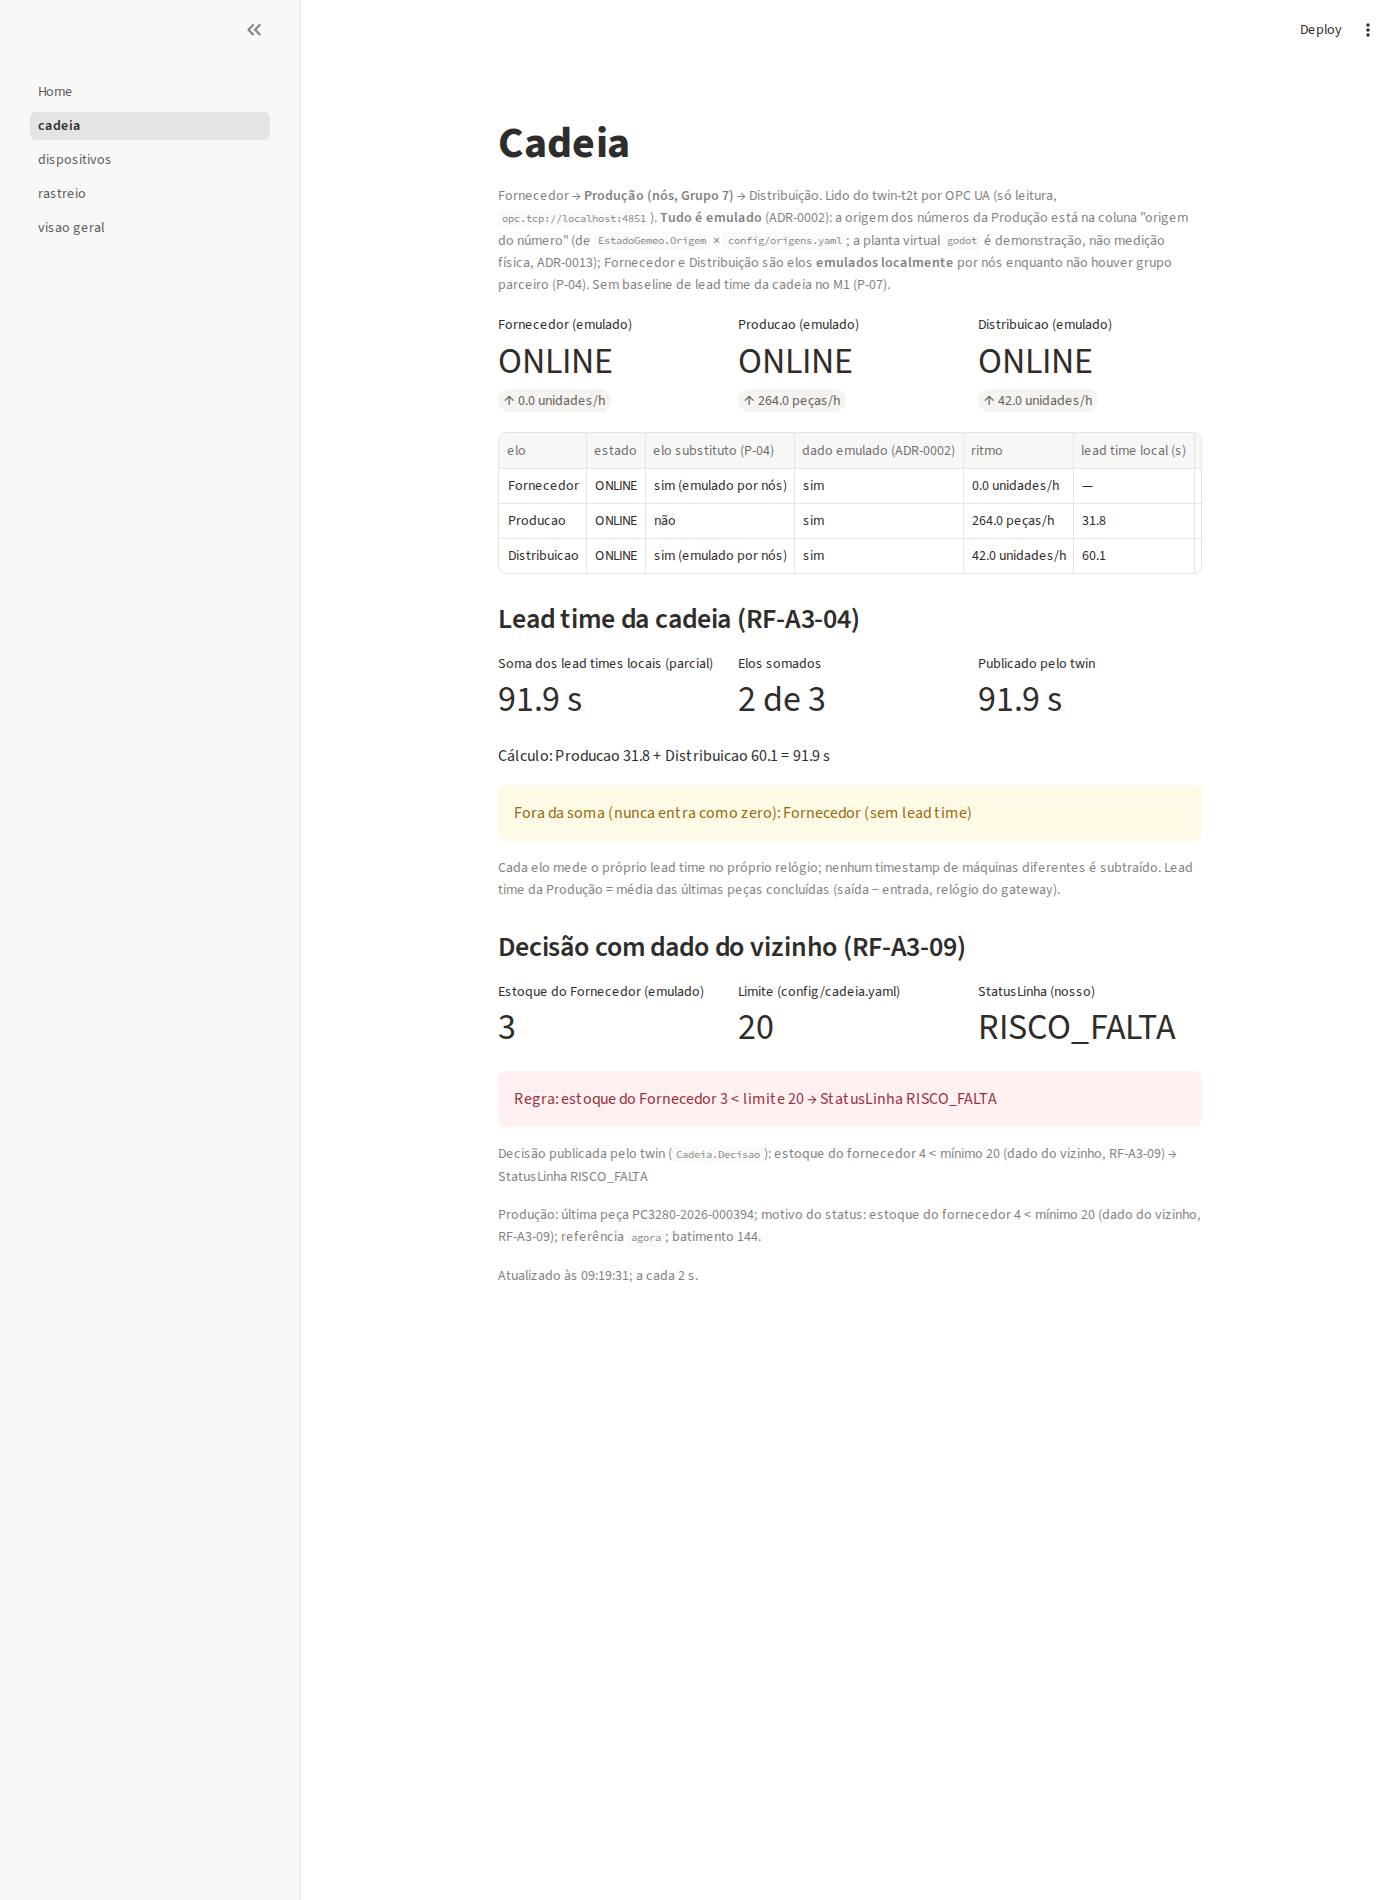 Deploy
Home
cadeia
dispositivos
rastreio
visao geral
Cadeia
Fornecedor → Produção (nós, Grupo 7) → Distribuição. Lido do twin-t2t por OPC UA (só leitura,
opc.tcp://localhost:4851 ). Tudo é emulado (ADR-0002): a origem dos números da Produção está na coluna "origem
do número" (de EstadoGemeo.Origem × config/origens.yaml ; a planta virtual godot é demonstração, não medição
física, ADR-0013); Fornecedor e Distribuição são elos emulados localmente por nós enquanto não houver grupo
parceiro (P-04). Sem baseline de lead time da cadeia no M1 (P-07).
Fornecedor (emulado) Producao (emulado) Distribuicao (emulado)
ONLINE ONLINE ONLINE
↑ 0.0 unidades/h ↑ 264.0 peças/h ↑ 42.0 unidades/h
elo estado elo substituto (P-04) dado emulado (ADR-0002) ritmo lead time local (s)
Fornecedor ONLINE sim (emulado por nós) sim 0.0 unidades/h —
Producao ONLINE não sim 264.0 peças/h 31.8
Distribuicao ONLINE sim (emulado por nós) sim 42.0 unidades/h 60.1
Lead time da cadeia (RF-A3-04)
Soma dos lead times locais (parcial) Elos somados Publicado pelo twin
91.9 s 2 de 3 91.9 s
Cálculo: Producao 31.8 + Distribuicao 60.1 = 91.9 s
Fora da soma (nunca entra como zero): Fornecedor (sem lead time)
Cada elo mede o próprio lead time no próprio relógio; nenhum timestamp de máquinas diferentes é subtraído. Lead
time da Produção = média das últimas peças concluídas (saída − entrada, relógio do gateway).
Decisão com dado do vizinho (RF-A3-09)
Estoque do Fornecedor (emulado) Limite (config/cadeia.yaml) StatusLinha (nosso)
3 20 RISCO_FALTA
Regra: estoque do Fornecedor 3 < limite 20 → StatusLinha RISCO_FALTA
Decisão publicada pelo twin ( Cadeia.Decisao ): estoque do fornecedor 4 < mínimo 20 (dado do vizinho, RF-A3-09) →
StatusLinha RISCO_FALTA
Produção: última peça PC3280-2026-000394; motivo do status: estoque do fornecedor 4 < mínimo 20 (dado do vizinho,
RF-A3-09); referência agora ; batimento 144.
Atualizado às 09:19:31; a cada 2 s.